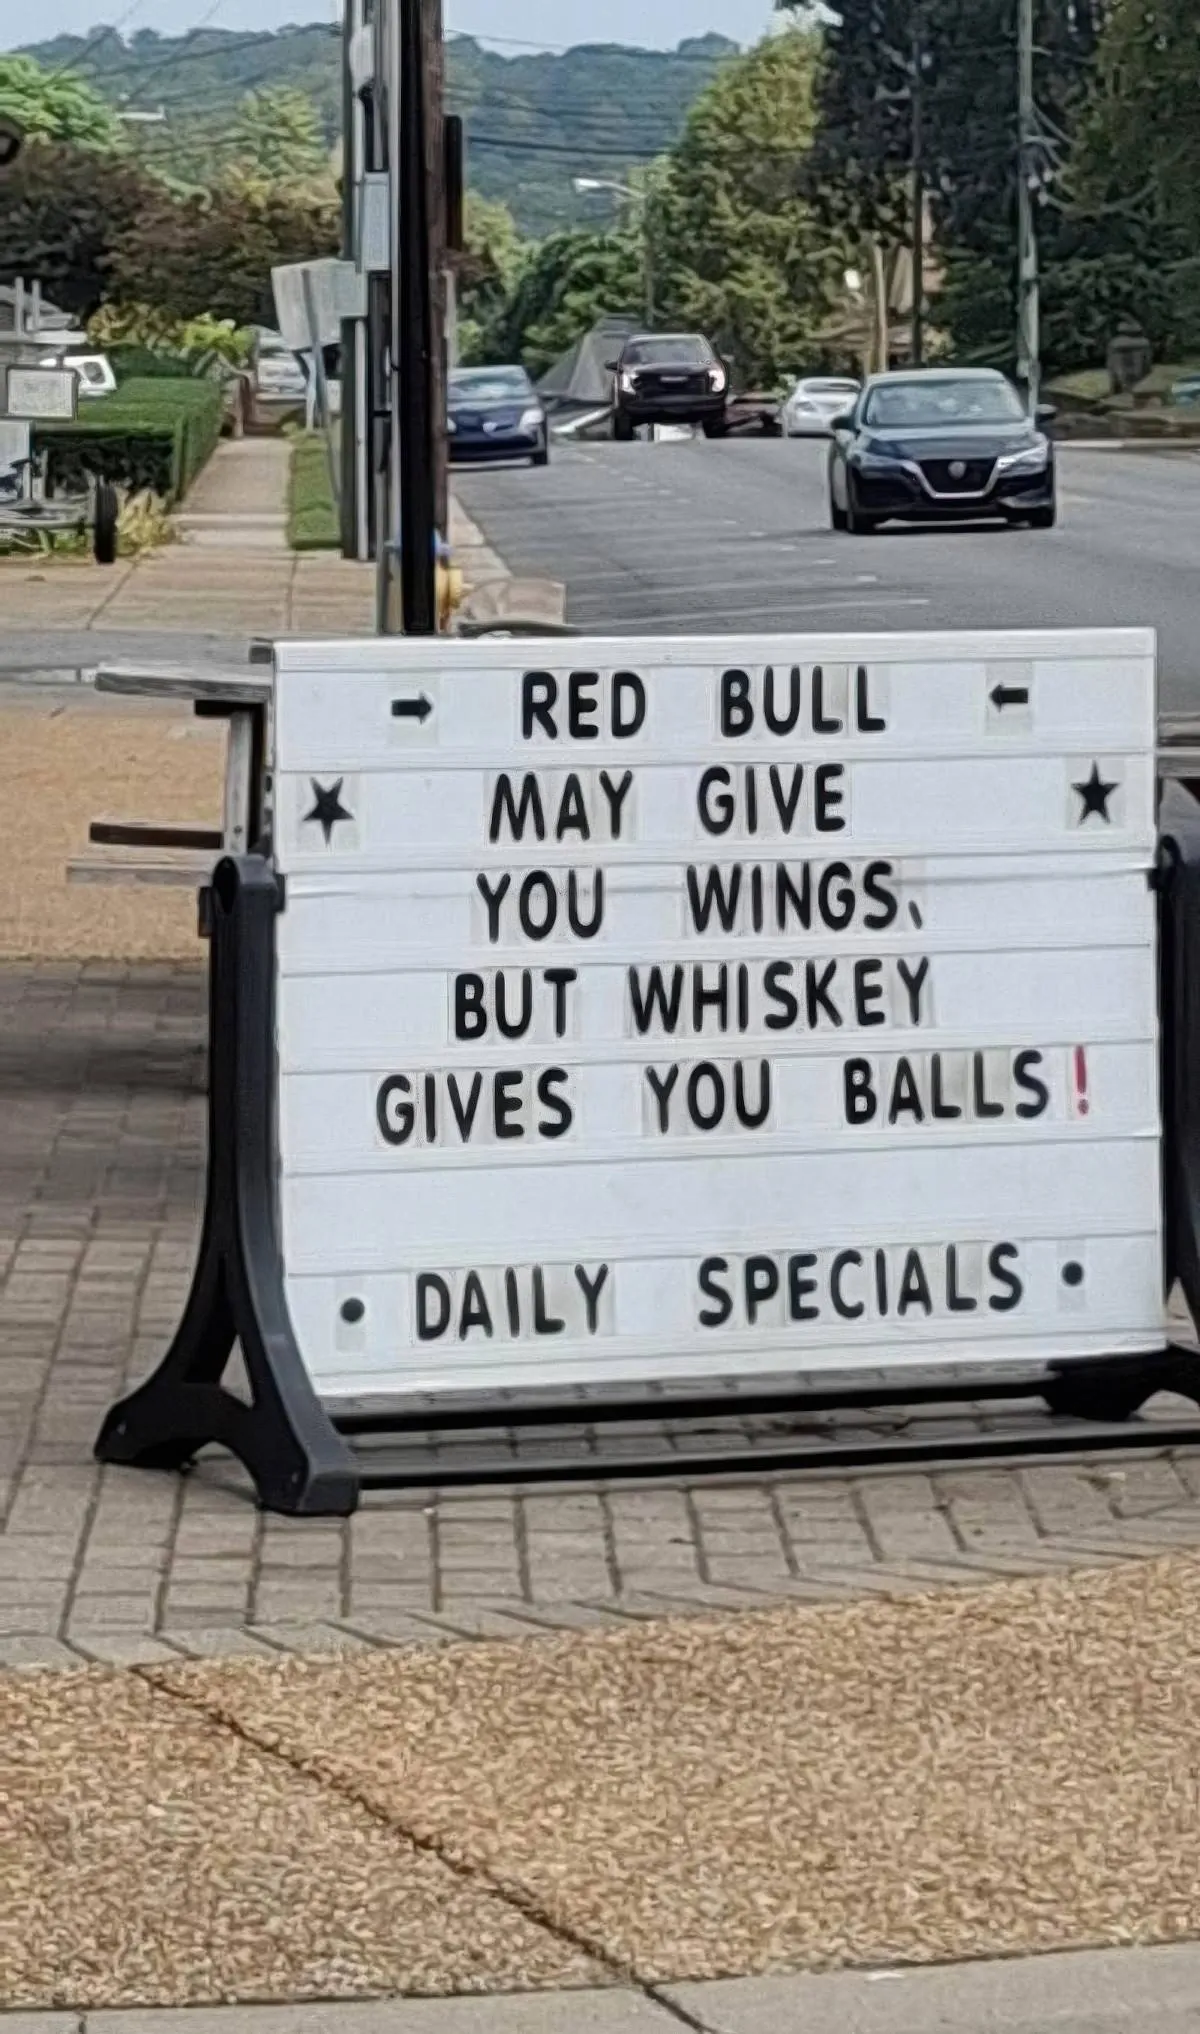 → RED BULL ←
★ MAY GIVE ★
YOU WINGS,
BUT WHISKEY
GIVES YOU BALLS!
• DAILY SPECIALS •